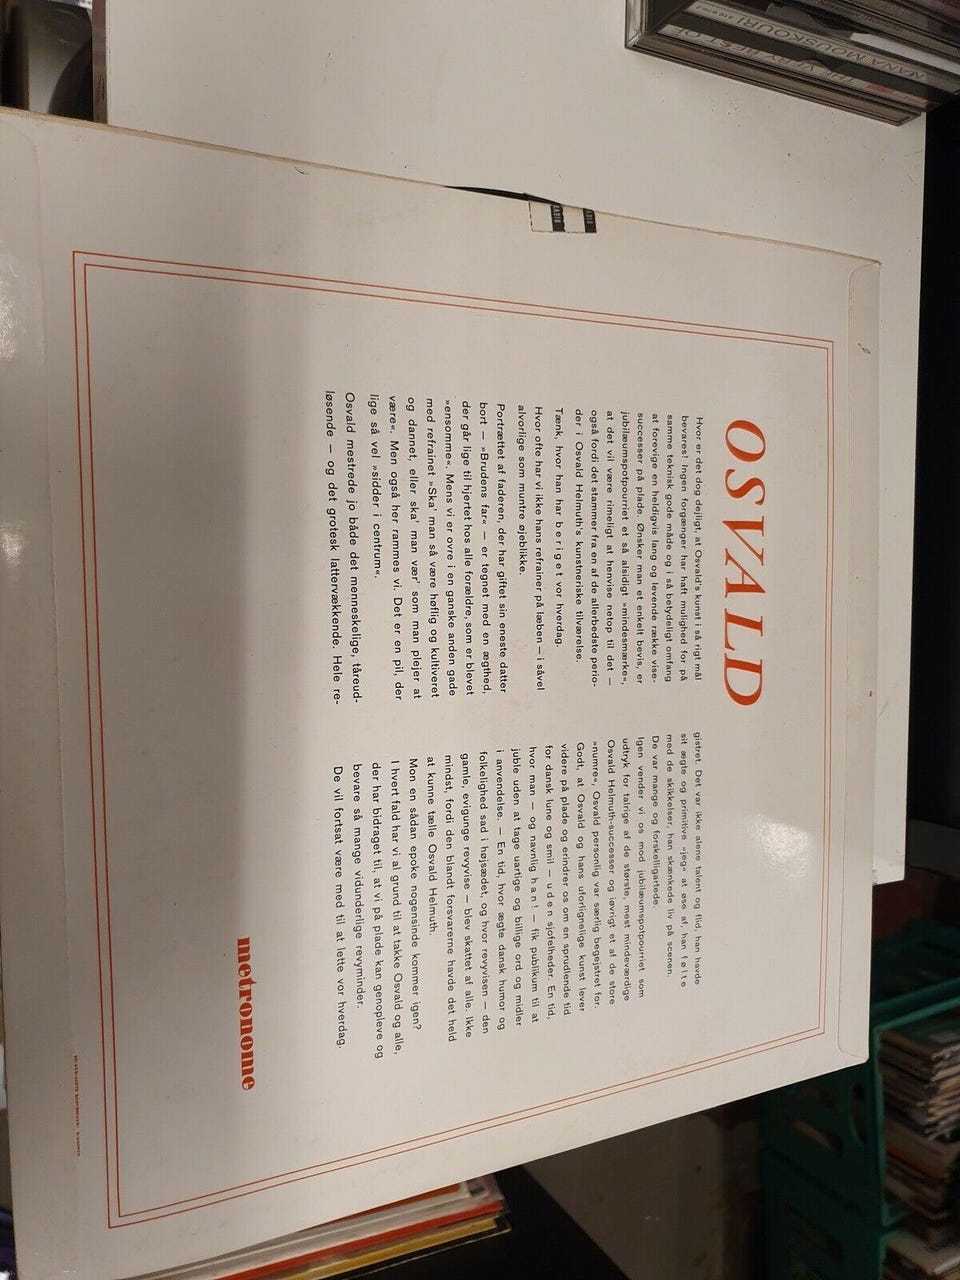 OSVALD
Hvor er det dog dejligt at Osvald's kunst i så rigt mål
bevares! Ingen forgænger har haft mulighed for på
samme teknisk gode måde og i så betydeligt omfang
at forevige en heldigvis lang og levende række vise-
successer på plade. Ønsker man et enkelt bevis, er
jubilæumspotpourriet et så alsidigt »mindesmærke«,
at det vil være rimeligt at henvise netop til det —
også fordi det stammer fra en af de allerbedste perio-
der i Osvald Helmuth's kunstneriske tilværelse.
Tænk, hvor han har beriget vor hverdag.
Hvor ofte har vi ikke hans refrainer på læben — i såvel
alvorlige som muntre øjeblikke.
Portrættet af faderen, der har giftet sin eneste datter
bort — »Brudens far« — er tegnet med en ægthed,
der går lige til hjertet hos alle forældre, som er blevet
»ensomme«. Mens vi er ovre i en ganske anden gade
med refrainet »Ska' man så være høflig og kultiveret
og dannet, eller ska' man vær' som man plejer at
være«. Men også her rammes vi. Det er en pil, der
lige så vel »sidder i centrum«.
Osvald mestrede jo både det menneskelige, tåreud-
løsende — og det grotesk lattervækkende. Hele re-
gistret. Det var ikke alene talent og flid, han havde
sit ægte og primitive »jeg« at øse af, han følte
med de skikkelser, han skænkede liv på scenen.
De var mange og forskelligartede.
Igen vender vi os mod jubilæumspotpourriet som
udtryk for talrige af de største, mest mindeværdige
Osvald Helmuth-successer og iøvrigt et af de store
»numre«, Osvald personlig var særlig begejstret for.
Godt, at Osvald og hans uforlignelige kunst lever
videre på plade og erindrer os om en sprudlende tid
for dansk lune og smil — uden sjofelheder. En tid,
hvor man — og navnlig han! — fik publikum til at
juble uden at tage uartige og billige ord og midler
i anvendelse. — En tid, hvor ægte dansk humor og
folkelighed sad i højsædet, og hvor revyvisen — den
gamle, evigunge revyvise — blev skattet af alle. Ikke
mindst, fordi den blandt forsvarerne havde det held
at kunne tælle Osvald Helmuth.
Mon en sådan epoke nogensinde kommer igen?
I hvert fald har vi al grund til at takke Osvald og alle,
der har bidraget til, at vi på plade kan genopleve og
bevare så mange vidunderlige revyminder.
De vil fortsat være med til at lette vor hverdag.
metronome
NANA MOUSKOURI
THE VERY BEST OF